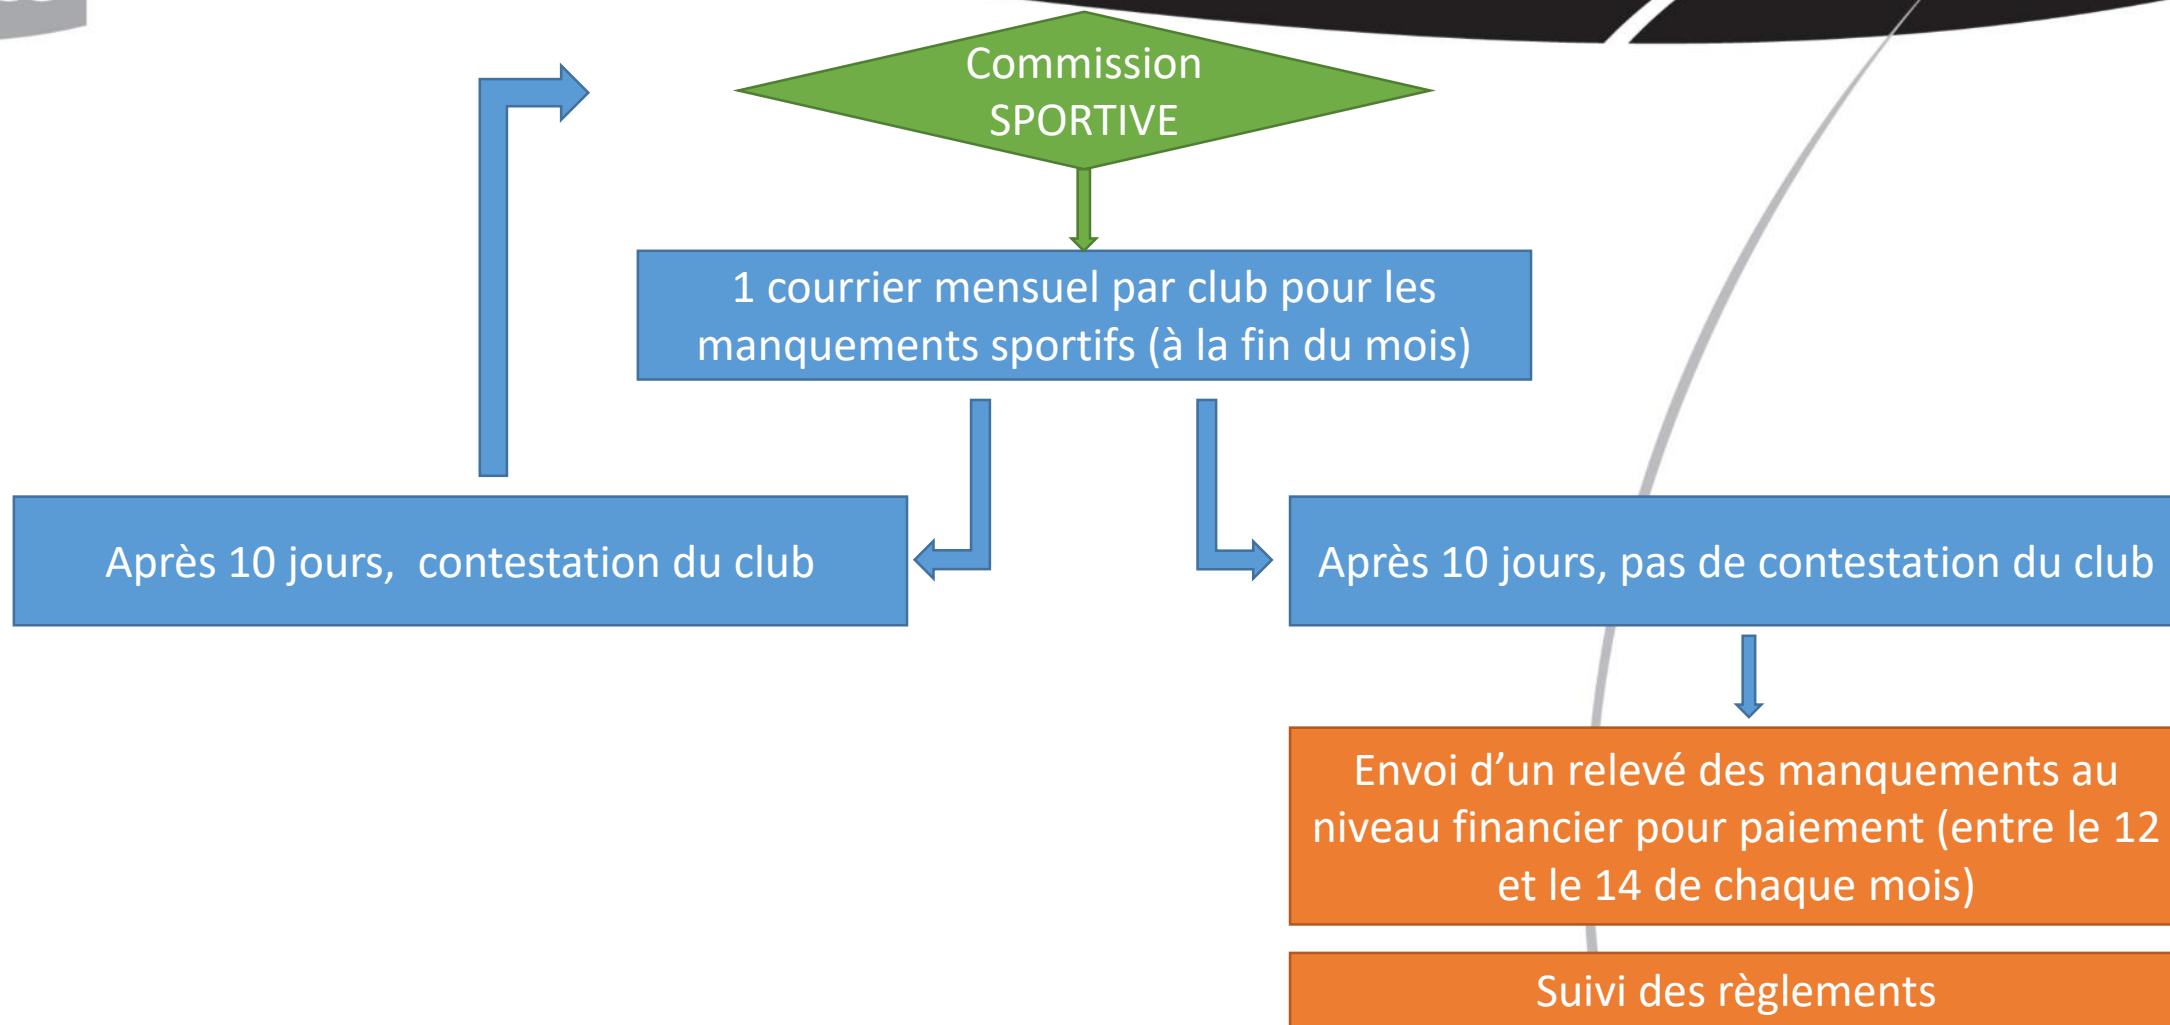 Commission
SPORTIVE
1 courrier mensuel par club pour les
manquements sportifs (à la fin du mois)
Après 10 jours,  contestation du club
Après 10 jours, pas de contestation du club
Envoi d’un relevé des manquements au
niveau financier pour paiement (entre le 12
et le 14 de chaque mois)
Suivi des règlements